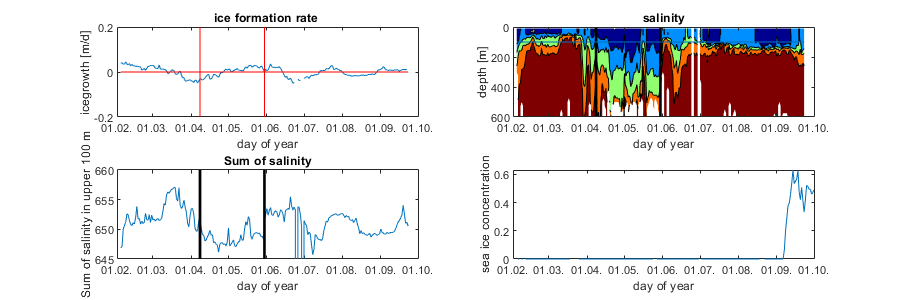 ice formation rate
icegrowth [m/d]
0.2
0
-0.2
01.02. 01.03. 01.04. 01.05. 01.06. 01.07. 01.08. 01.09. 01.10.
day of year
salinity
depth [m]
0
200
400
600
01.02. 01.03. 01.04. 01.05. 01.06. 01.07. 01.08. 01.09. 01.10.
day of year
Sum of salinity
Sum of salinity in upper 100 m
660
655
650
645
01.02. 01.03. 01.04. 01.05. 01.06. 01.07. 01.08. 01.09. 01.10.
day of year
sea ice concentration
0.6
0.4
0.2
0
01.02. 01.03. 01.04. 01.05. 01.06. 01.07. 01.08. 01.09. 01.10.
day of year